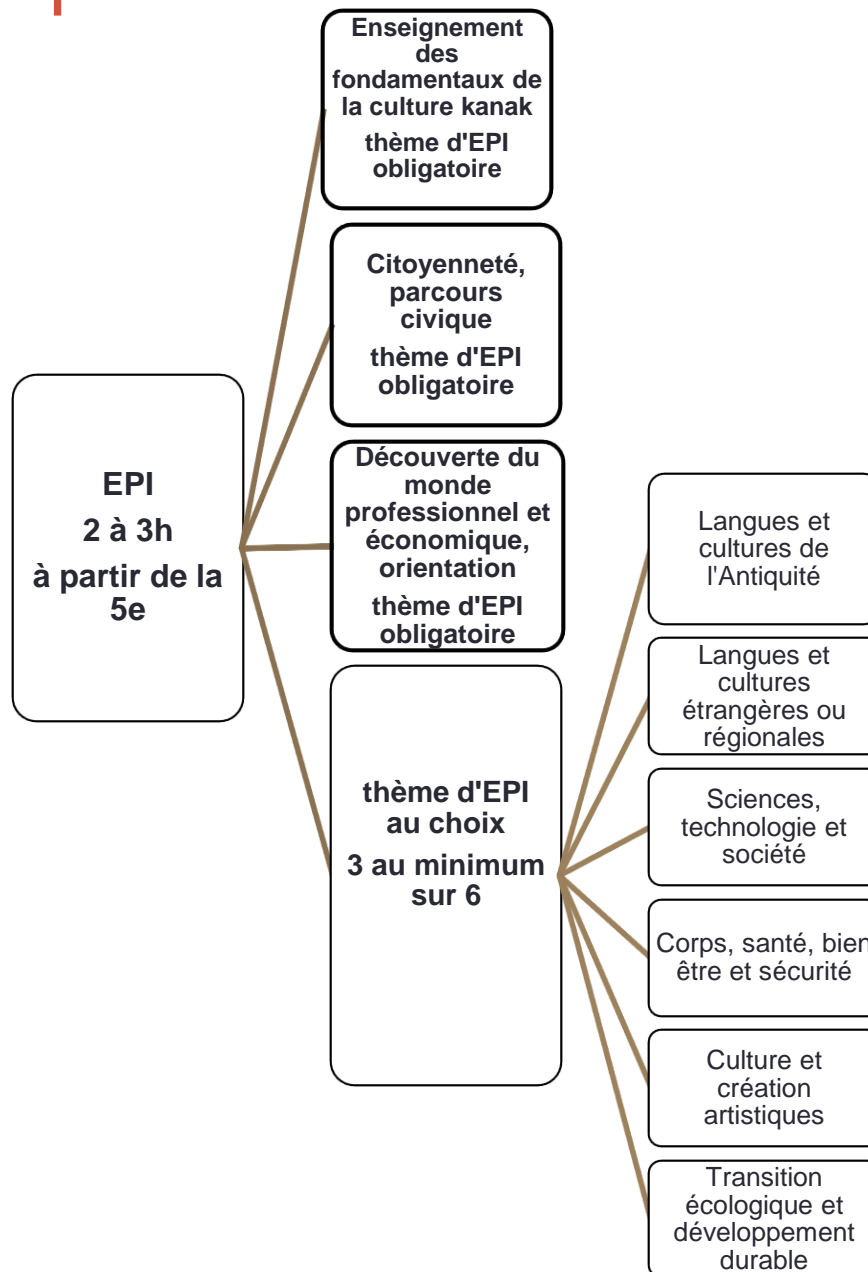 EPI
2 à 3h
à partir de la
5e
Enseignement
des
fondamentaux de
la culture kanak
thème d'EPI
obligatoire
Citoyenneté,
parcours
civique
thème d'EPI
obligatoire
Découverte du
monde
professionnel et
économique,
orientation
thème d'EPI
obligatoire
thème d'EPI
au choix
3 au minimum
sur 6
Langues et
cultures de
l'Antiquité
Langues et
cultures
étrangères ou
régionales
Sciences,
technologie et
société
Corps, santé, bien
être et sécurité
Culture et
création
artistiques
Transition
écologique et
développement
durable